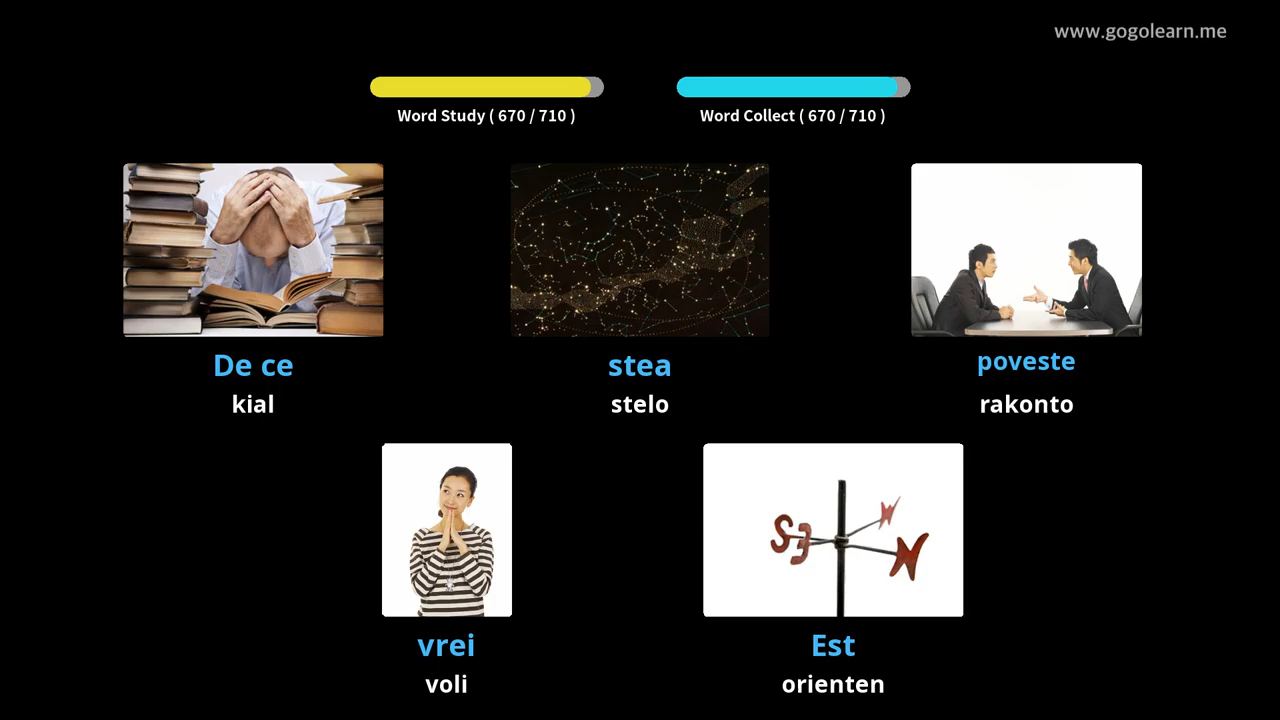 www.gogolearn.me
Word Study ( 670 / 710 )
Word Collect ( 670 / 710 )
De ce
kial
stea
stelo
poveste
rakonto
vrei
voli
Est
orienten
S
E
N